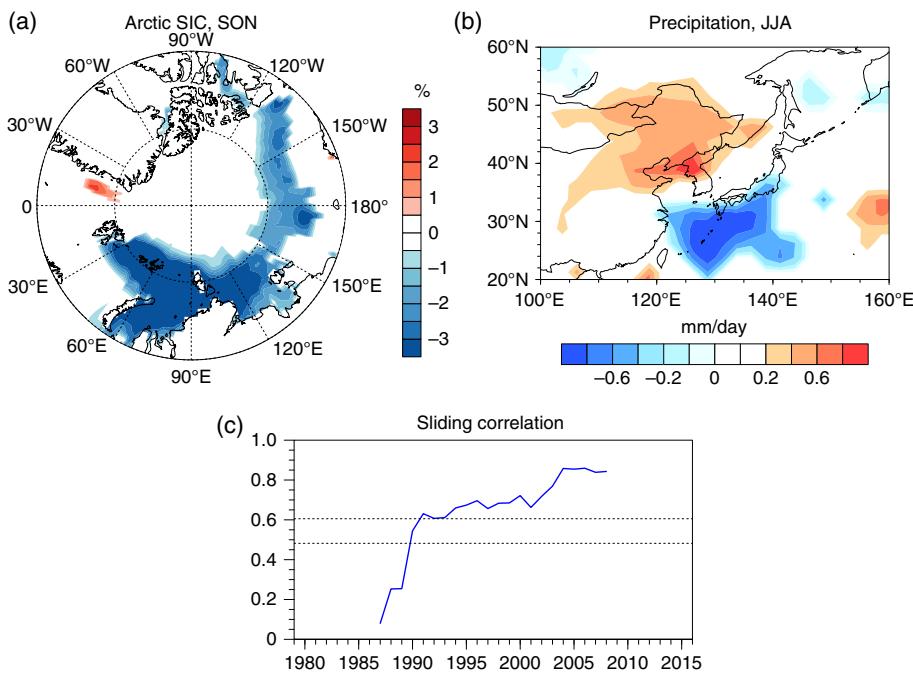 (a) Arctic SIC, SON
90°W
60°W 120°W
30°W 150°W
0 180°
30°E 150°E
60°E 120°E
90°E
%
3
2
1
0
−1
−2
−3
(b) Precipitation, JJA
60°N
50°N
40°N
30°N
20°N
100°E 120°E 140°E 160°E
mm/day
−0.6 −0.2 0 0.2 0.6
(c) Sliding correlation
1.0
0.8
0.6
0.4
0.2
0
1980 1985 1990 1995 2000 2005 2010 2015